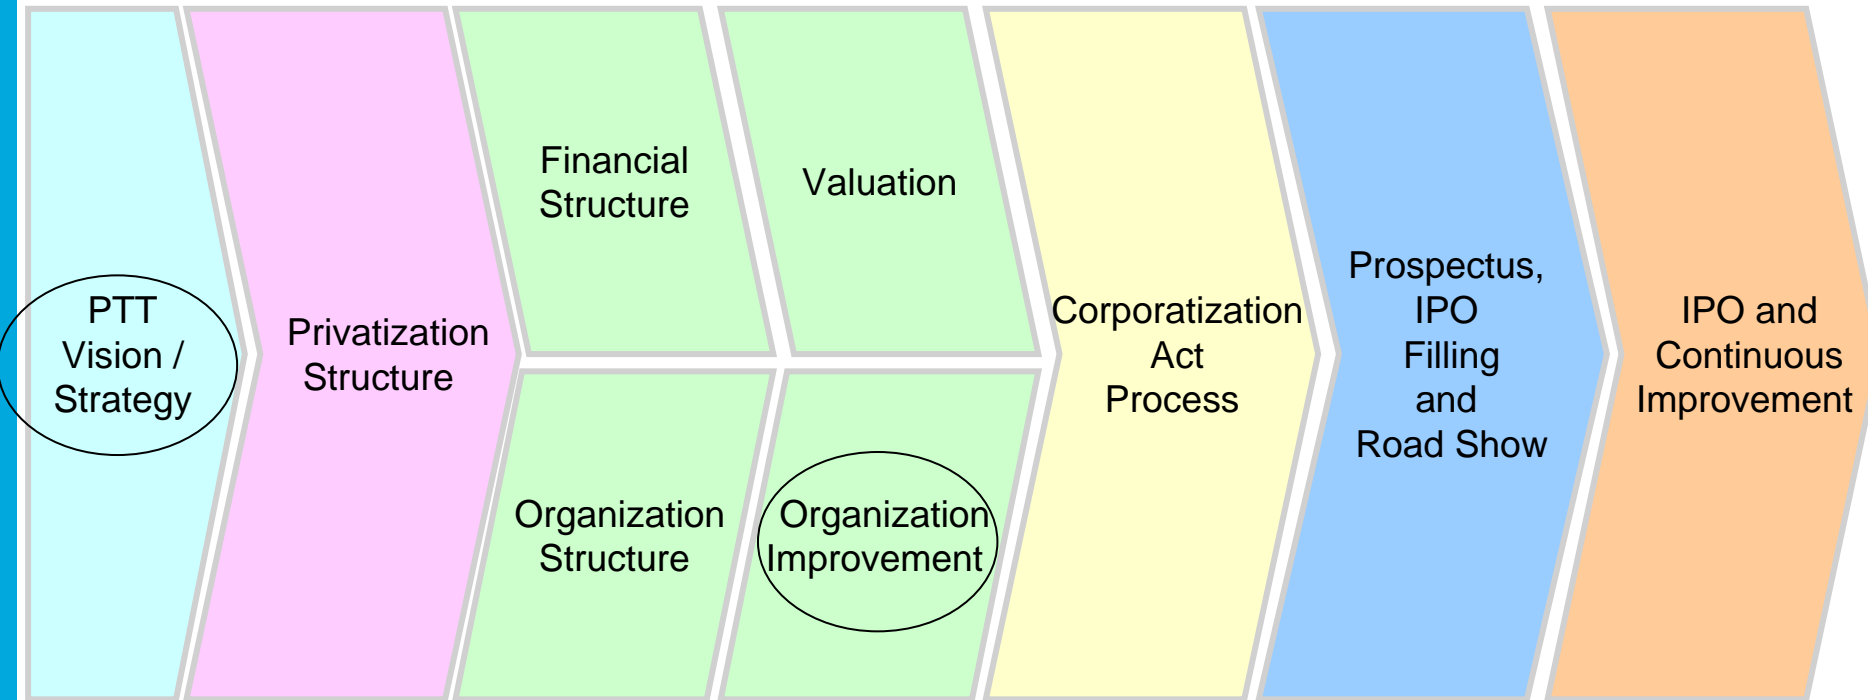 PTT
Vision /
Strategy
Privatization
Structure
Financial
Structure
Valuation
Organization
Structure
Organization
Improvement
Corporatization
Act
Process
Prospectus,
IPO
Filling
and
Road Show
IPO and
Continuous
Improvement